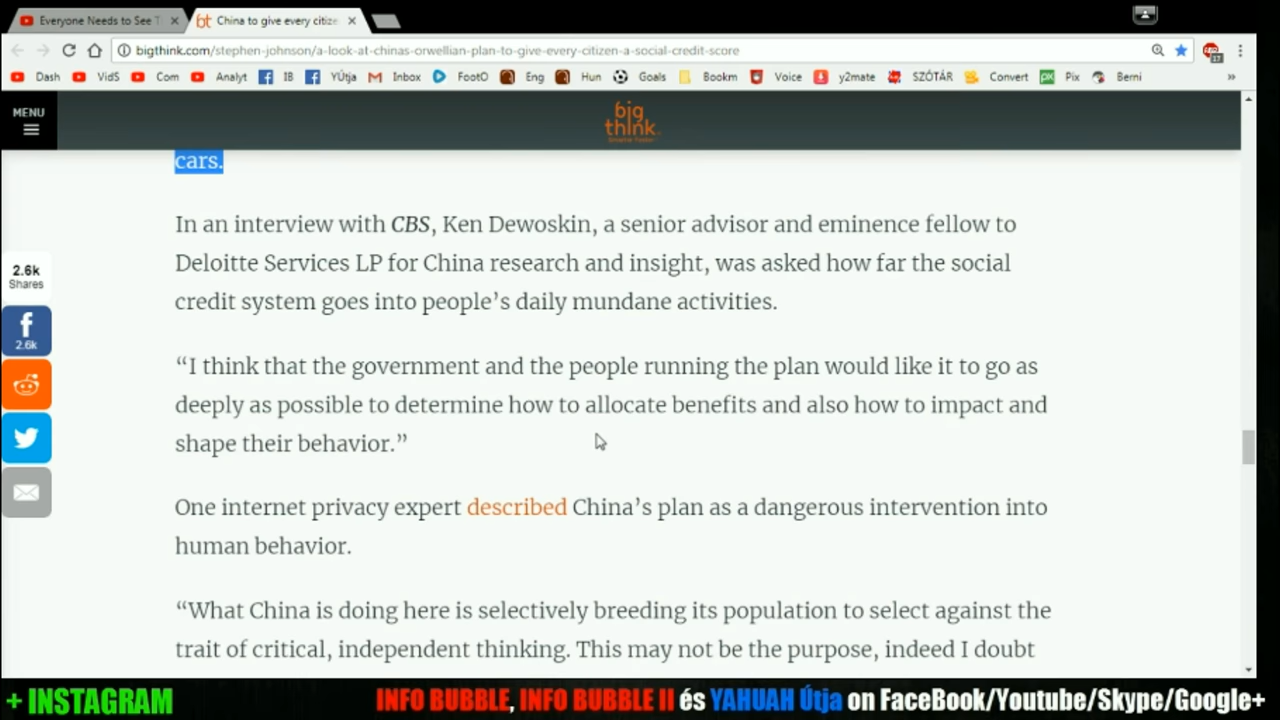 Everyone Needs to See T
China to give every citize
bigthink.com/stephen-johnson/a-look-at-chinas-orwellian-plan-to-give-every-citizen-a-social-credit-score
Dash VidS Com Analyt IB YÚtja Inbox FootO Eng Hun Goals Bookm Voice y2mate SZÓTÁR Convert Pix Berni »
MENU
big
think
cars.
In an interview with CBS, Ken Dewoskin, a senior advisor and eminence fellow to
Deloitte Services LP for China research and insight, was asked how far the social
credit system goes into people’s daily mundane activities.
2.6k
Shares
2.6k
“I think that the government and the people running the plan would like it to go as
deeply as possible to determine how to allocate benefits and also how to impact and
shape their behavior.”
One internet privacy expert described China’s plan as a dangerous intervention into
human behavior.
“What China is doing here is selectively breeding its population to select against the
trait of critical, independent thinking. This may not be the purpose, indeed I doubt
+ INSTAGRAM INFO BUBBLE, INFO BUBBLE II és YAHUAH Útja on FaceBook/Youtube/Skype/Google+